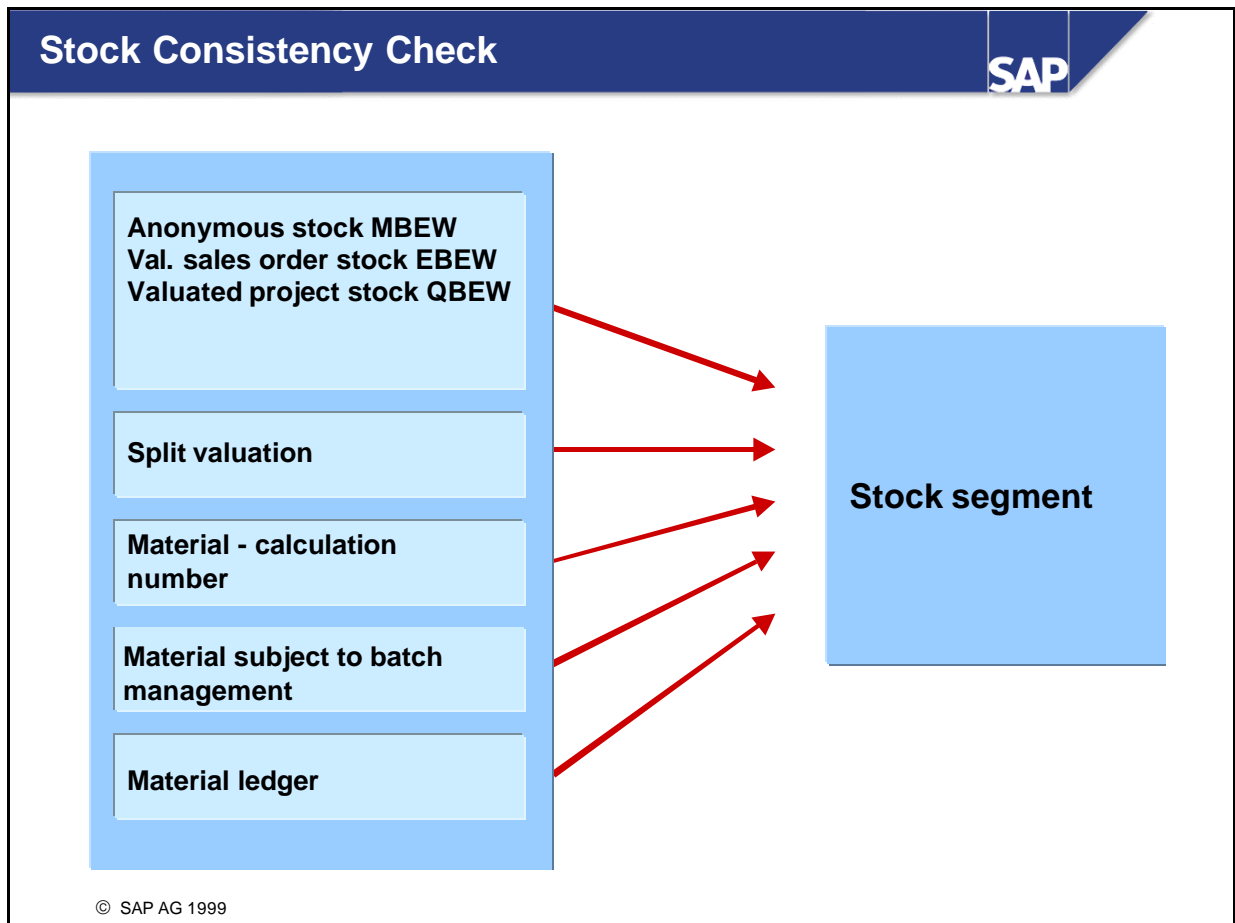 Stock Consistency Check
SAP
Anonymous stock MBEW
Val. sales order stock EBEW
Valuated project stock QBEW
Split valuation
Material - calculation
number
Material subject to batch
management
Material ledger
Stock segment
© SAP AG 1999